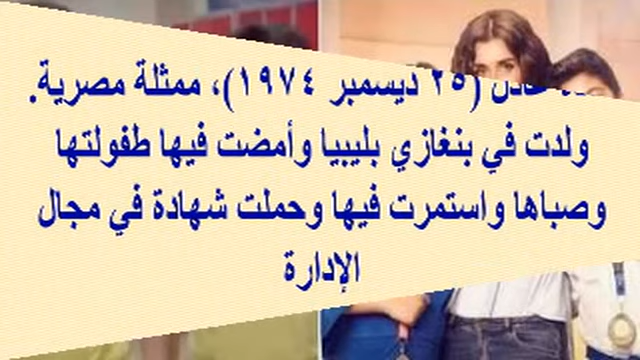 (٢٥ ديسمبر ١٩٧٤)، ممثلة مصرية.
ولدت في بنغازي بليبيا وأمضت فيها طفولتها
وصباها واستمرت فيها وحملت شهادة في مجال
الإدارة